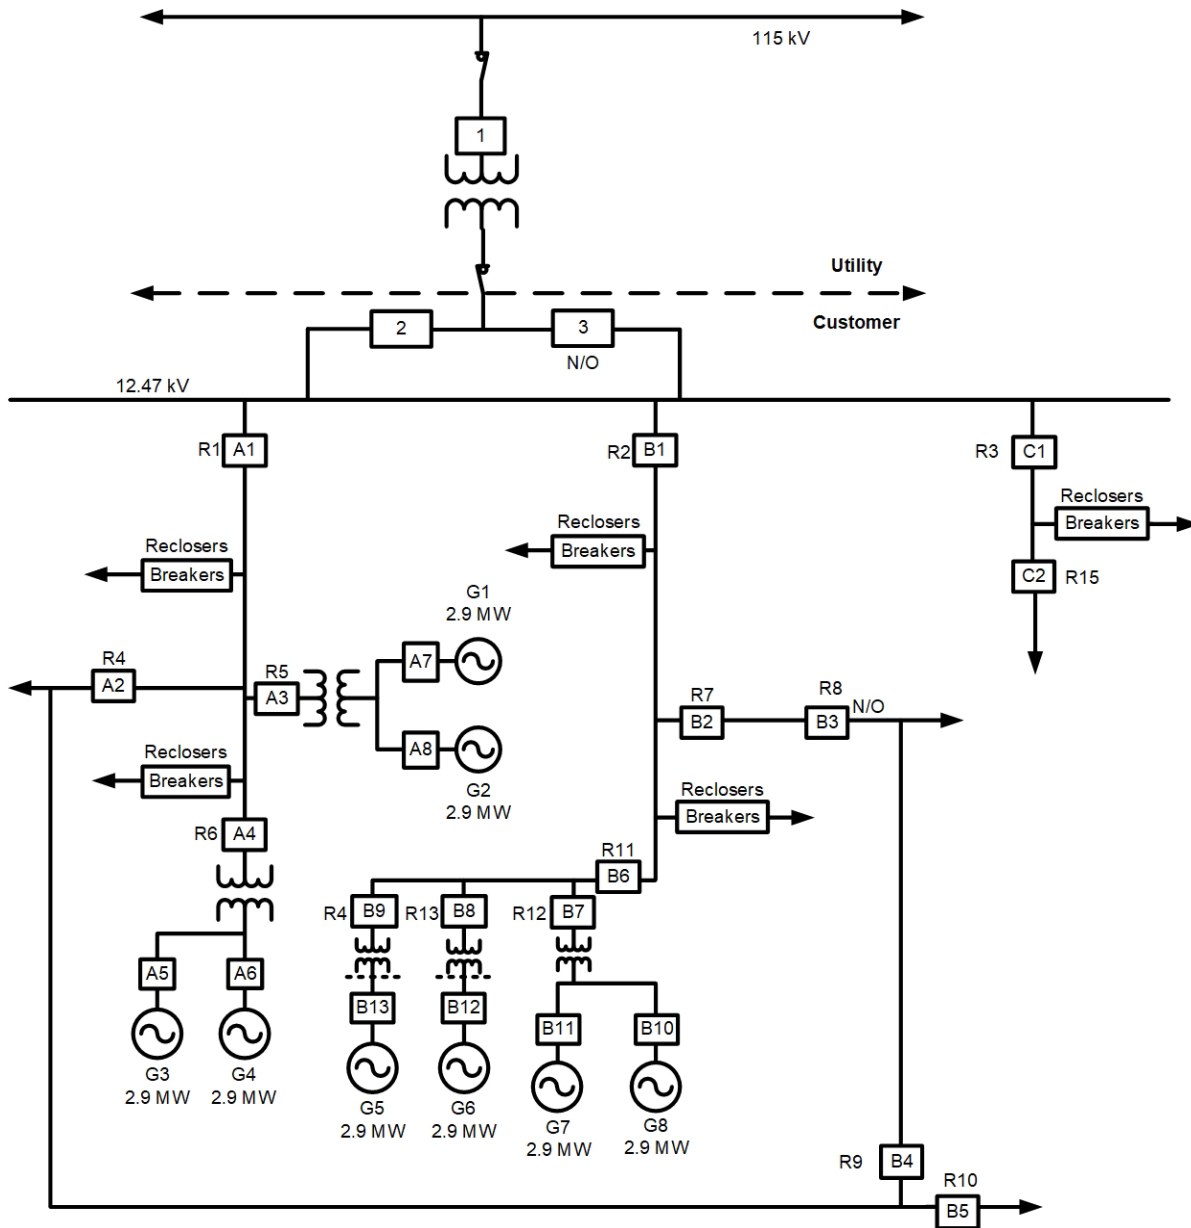 115 kV
1
Utility
Customer
2
3
N/O
12.47 kV
R1
A1
R2
B1
R3
C1
Reclosers
Breakers
Reclosers
Breakers
Reclosers
Breakers
C2
R15
G1
2.9 MW
A7
R4
A2
R5
A3
R7
B2
R8
B3
N/O
A8
G2
2.9 MW
Reclosers
Breakers
Reclosers
Breakers
R6
A4
R11
B6
R4
B9
R13
B8
R12
B7
A5
A6
B13
B12
B11
B10
G3
2.9 MW
G4
2.9 MW
G5
2.9 MW
G6
2.9 MW
G7
2.9 MW
G8
2.9 MW
R9
B4
R10
B5